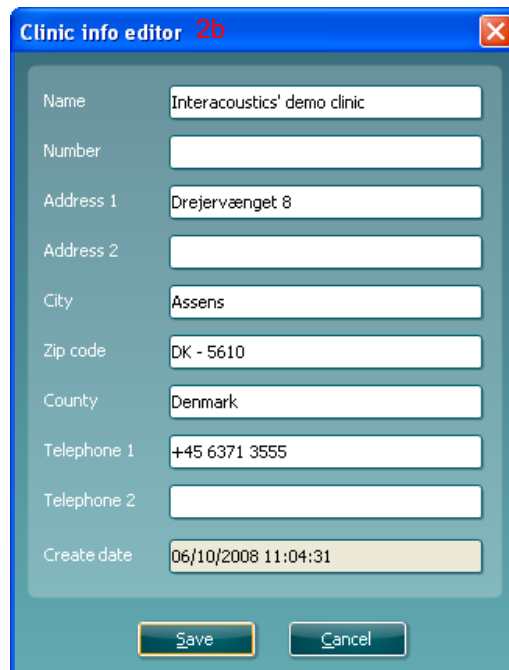 Clinic info editor 2b
Name Interacoustics' demo clinic
Number
Address 1 Drejervænget 8
Address 2
City Assens
Zip code DK - 5610
County Denmark
Telephone 1 +45 6371 3555
Telephone 2
Create date 06/10/2008 11:04:31
Save Cancel